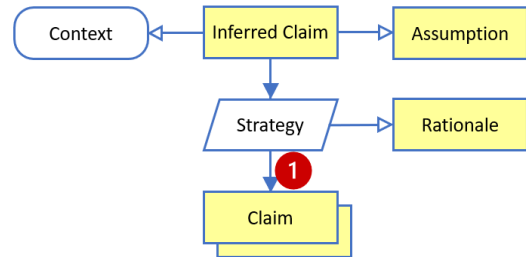 Context
Inferred Claim
Assumption
Strategy
Rationale
1
Claim